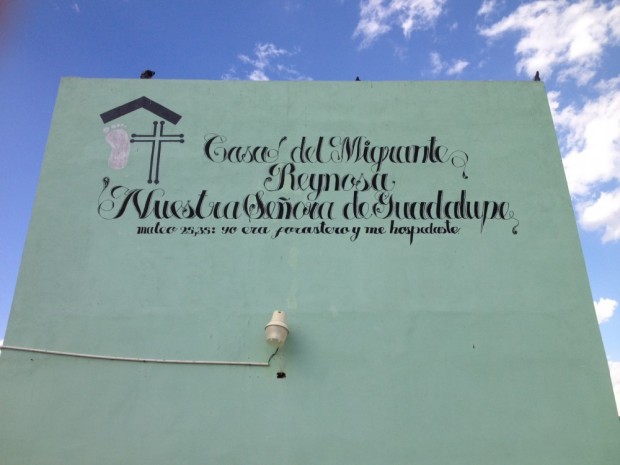 Casa del Migrante
Reynosa
Nuestra Señora de Guadalupe
mateo 25,35: yo era forastero y me hospedaste